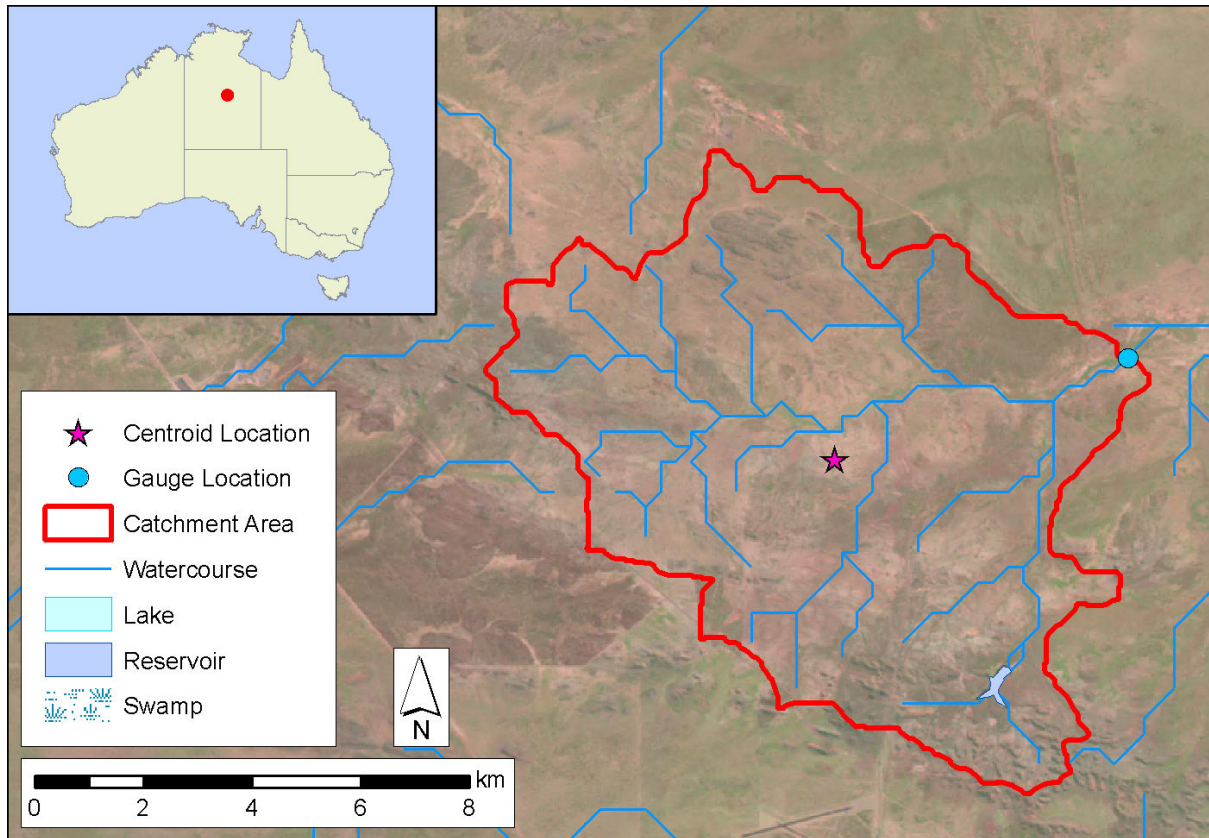 Centroid Location
Gauge Location
Catchment Area
Watercourse
Lake
Reservoir
Swamp
N
km
0 2 4 6 8